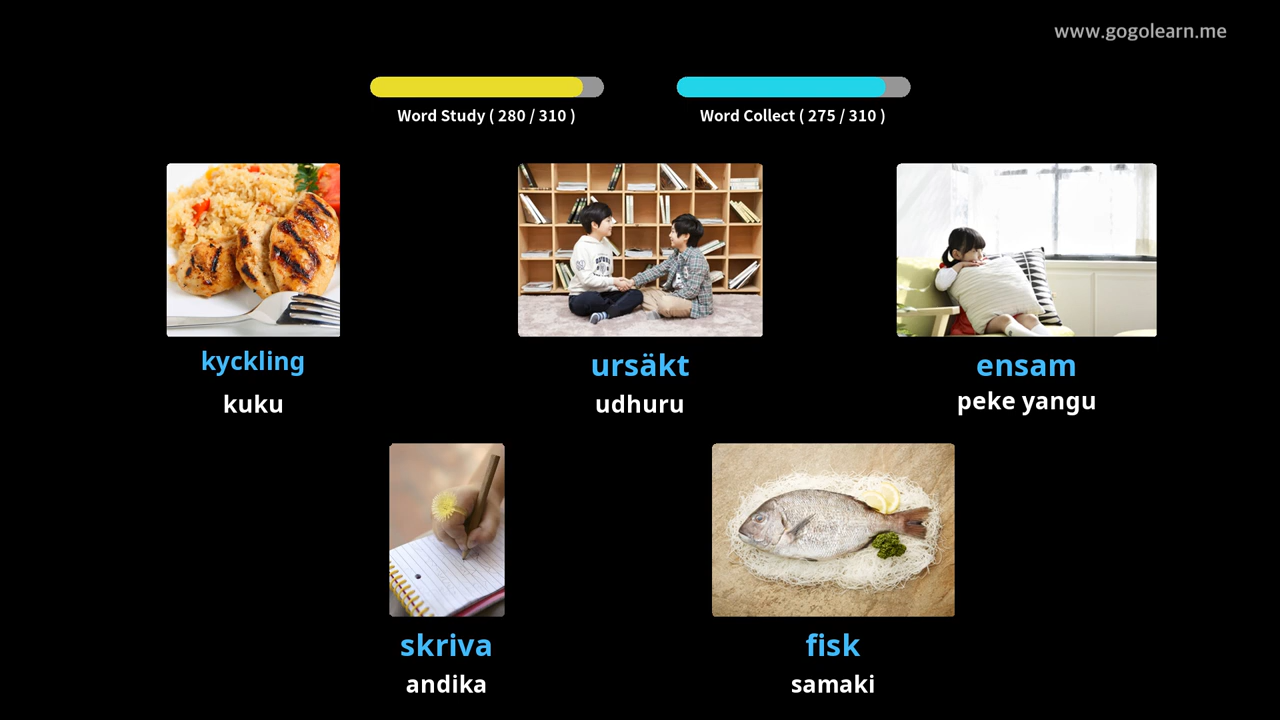 www.gogolearn.me
Word Study ( 280 / 310 )
Word Collect ( 275 / 310 )
kyckling
kuku
ursäkt
udhuru
ensam
peke yangu
skriva
andika
fisk
samaki